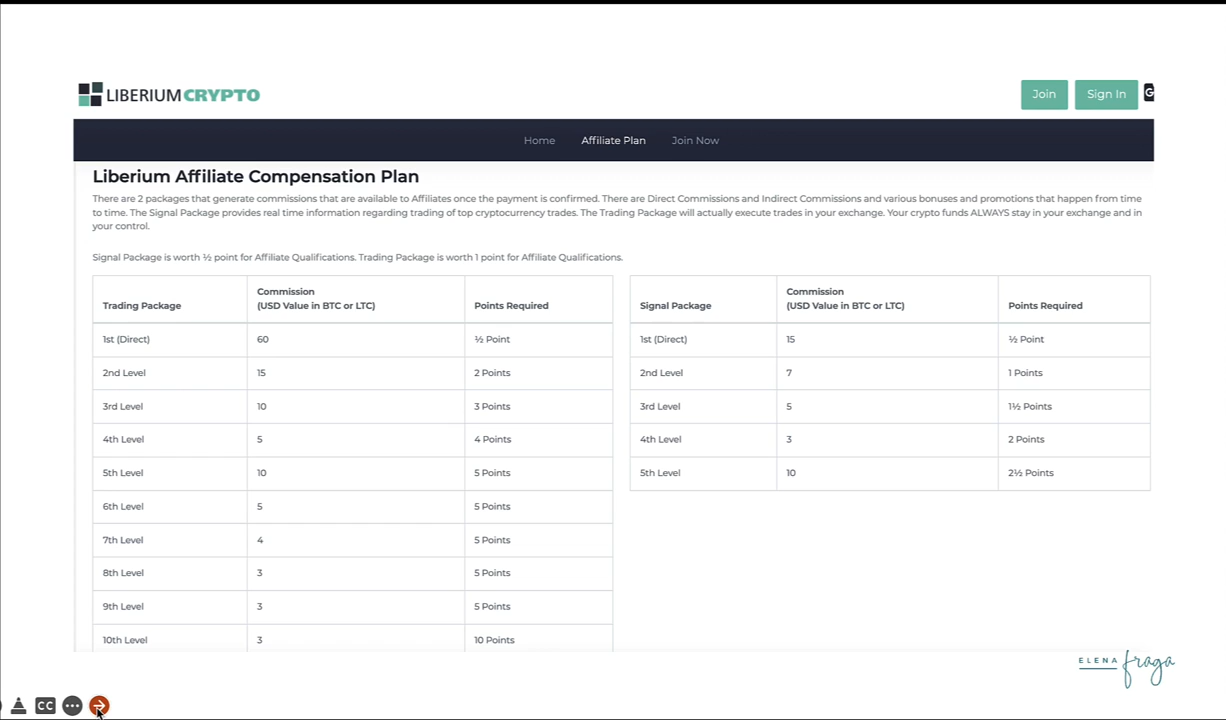 LIBERIUMCRYPTO
Join
Sign In
G
Home
Affiliate Plan
Join Now
Liberium Affiliate Compensation Plan
There are 2 packages that generate commissions that are available to Affiliates once the payment is confirmed. There are Direct Commissions and Indirect Commissions and various bonuses and promotions that happen from time
to time. The Signal Package provides real time information regarding trading of top cryptocurrency trades. The Trading Package will actually execute trades in your exchange. Your crypto funds ALWAYS stay in your exchange and in
your control.
Signal Package is worth ½ point for Affiliate Qualifications. Trading Package is worth 1 point for Affiliate Qualifications.
Trading Package
Commission
(USD Value in BTC or LTC)
Points Required
1st (Direct) 60 ½ Point
2nd Level 15 2 Points
3rd Level 10 3 Points
4th Level 5 4 Points
5th Level 10 5 Points
6th Level 5 5 Points
7th Level 4 5 Points
8th Level 3 5 Points
9th Level 3 5 Points
10th Level 3 10 Points
Signal Package
Commission
(USD Value in BTC or LTC)
Points Required
1st (Direct) 15 ½ Point
2nd Level 7 1 Points
3rd Level 5 1½ Points
4th Level 3 2 Points
5th Level 10 2½ Points
ELENA fraga
CC